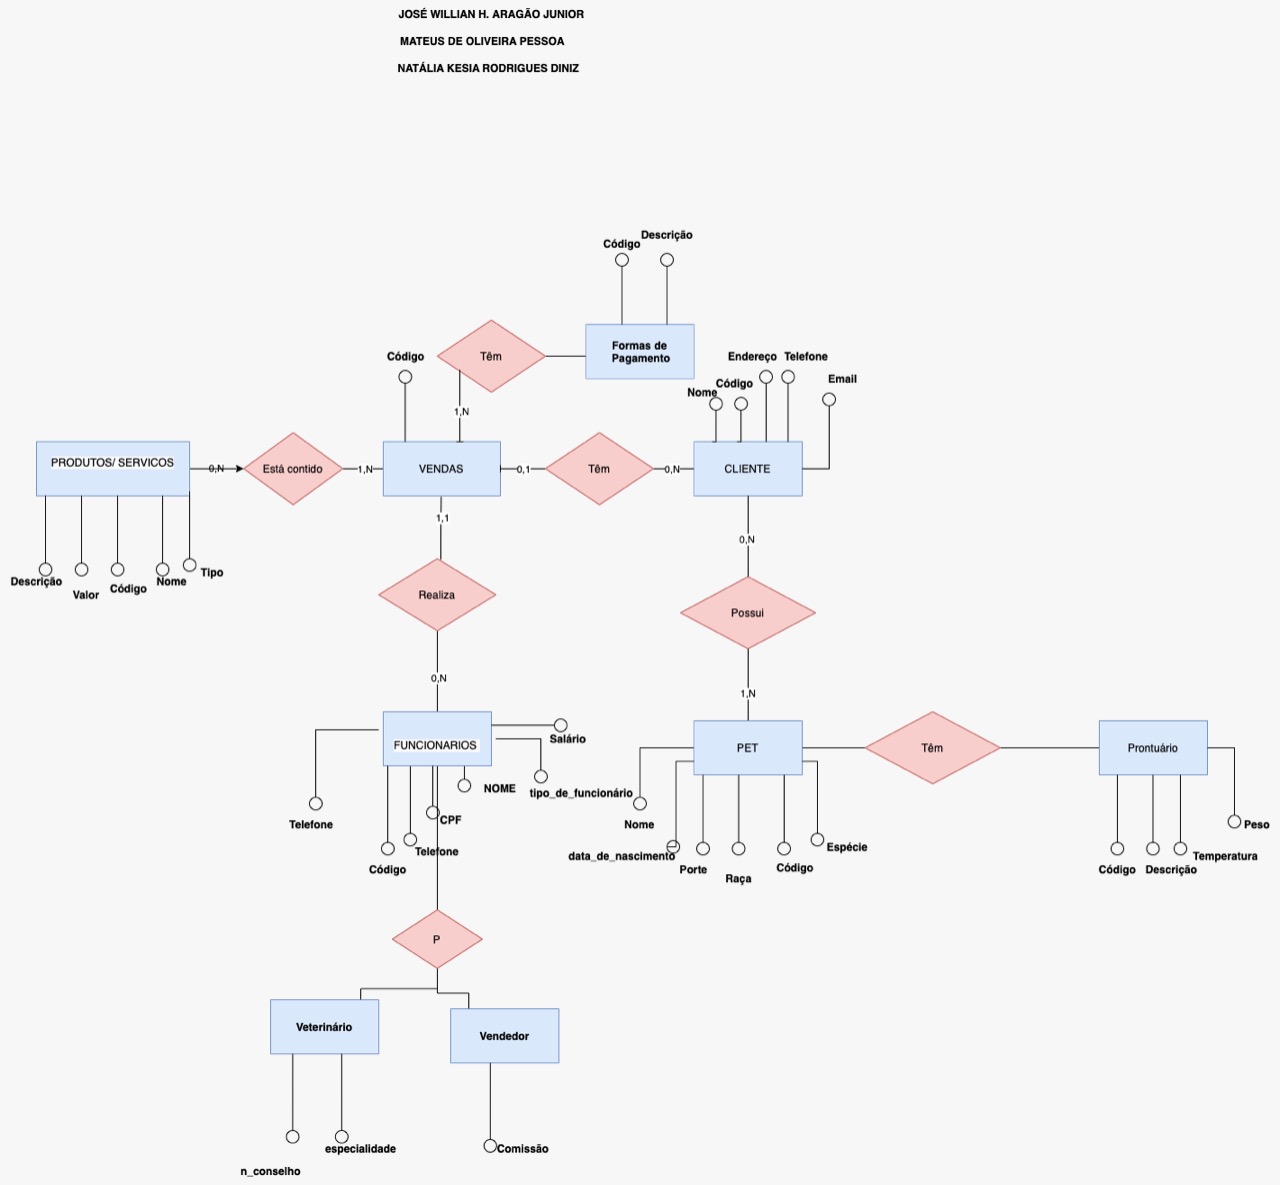 JOSÉ WILLIAN H. ARAGÃO JUNIOR
MATEUS DE OLIVEIRA PESSOA
NATÁLIA KESIA RODRIGUES DINIZ
Descrição
Código
Formas de
Pagamento
Têm
Código
1,N
Endereço
Telefone
Email
Código
Nome
PRODUTOS/ SERVICOS
0,N
Está contido
1,N
VENDAS
0,1
Têm
0,N
CLIENTE
Descrição
Valor
Código
Nome
Tipo
1,1
0,N
Realiza
Possui
0,N
1,N
FUNCIONARIOS
Salário
tipo_de_funcionário
NOME
CPF
Telefone
Telefone
Código
PET
Têm
Prontuário
Nome
data_de_nascimento
Porte
Raça
Código
Espécie
Código
Descrição
Temperatura
Peso
P
Veterinário
Vendedor
n_conselho
especialidade
Comissão